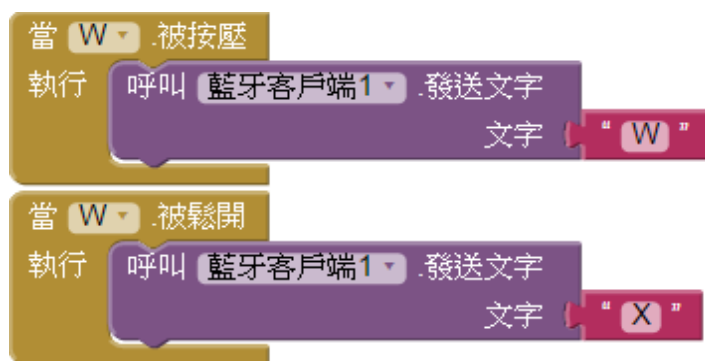 當 W .被按壓
執行 呼叫 藍牙客戶端1 .發送文字
文字 “ W ”
當 W .被鬆開
執行 呼叫 藍牙客戶端1 .發送文字
文字 “ X ”